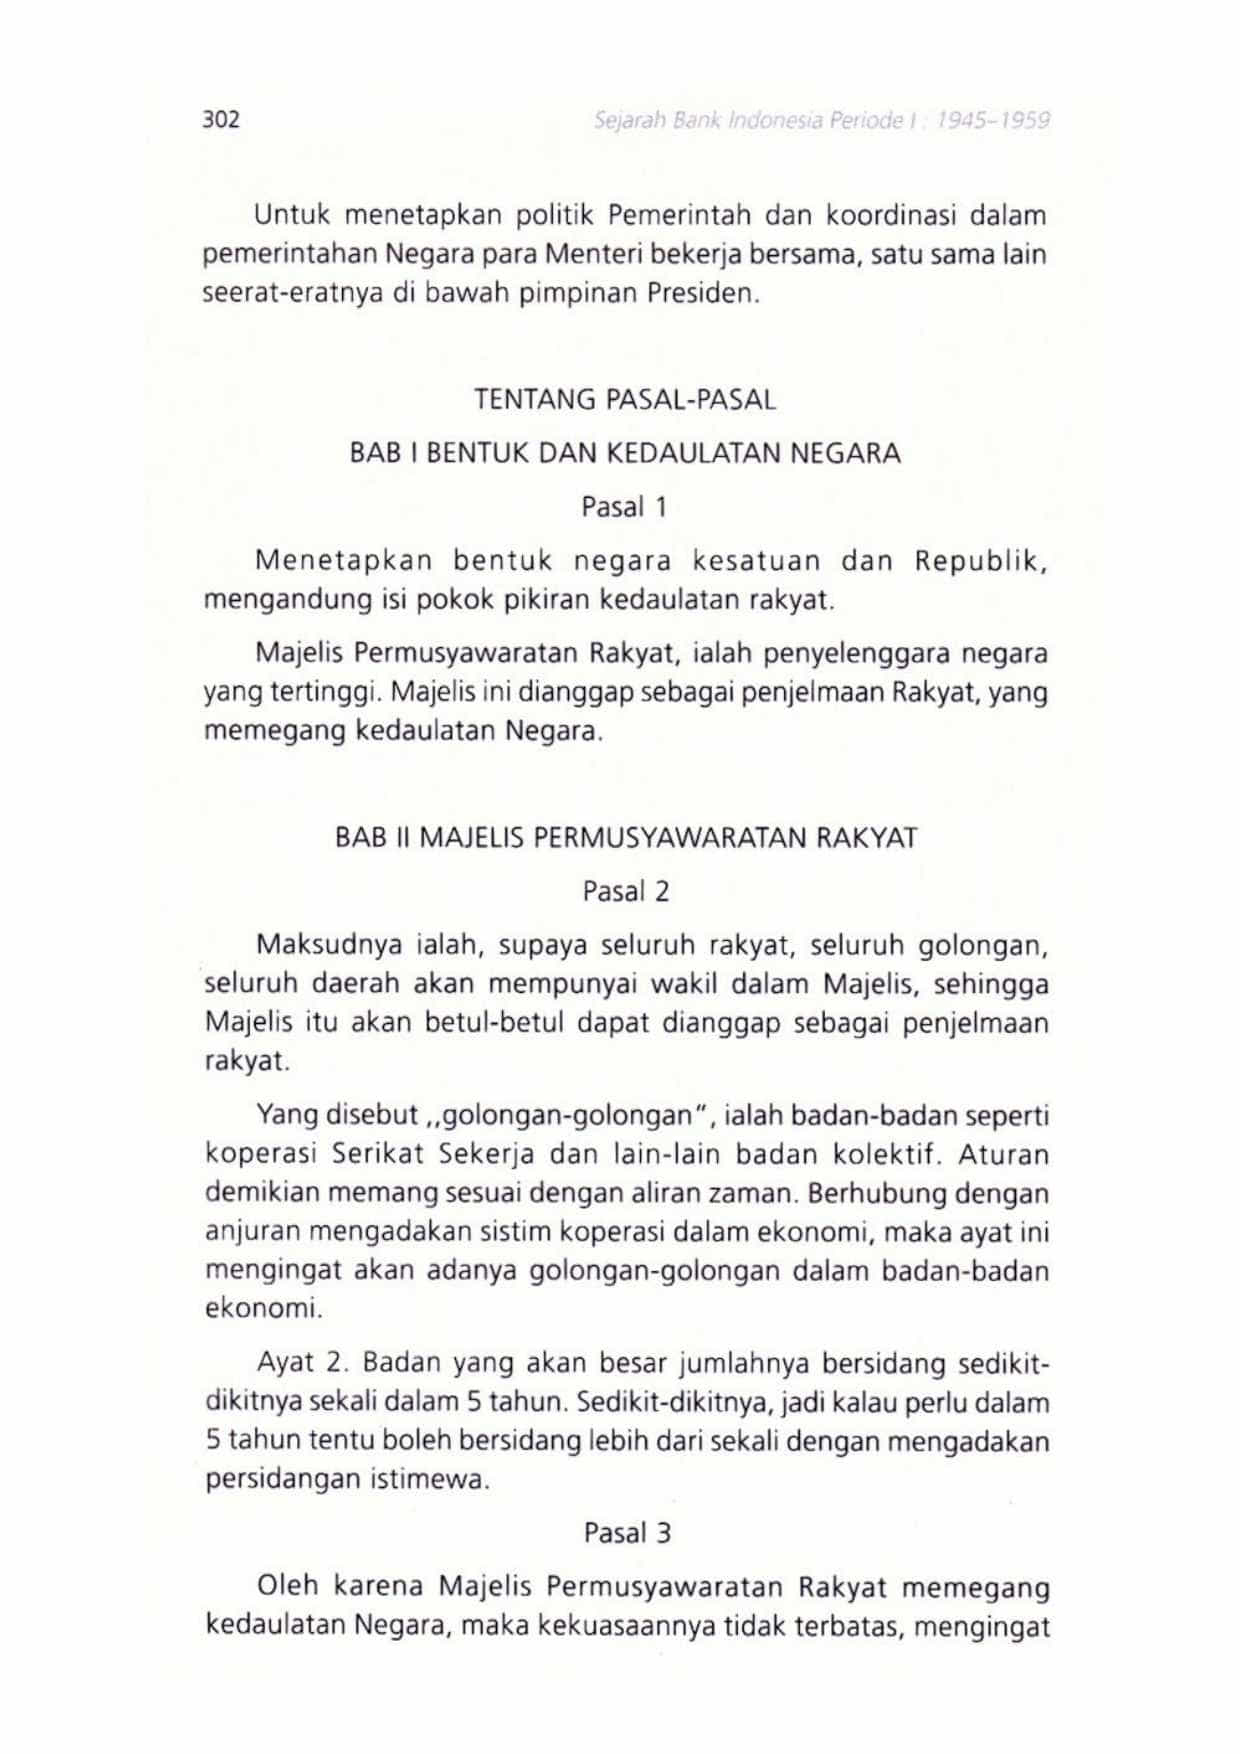 302
Sejarah Bank Indonesia Periode I : 1945–1959
Untuk menetapkan politik Pemerintah dan koordinasi dalam
pemerintahan Negara para Menteri bekerja bersama, satu sama lain
seerat-eratnya di bawah pimpinan Presiden.
TENTANG PASAL-PASAL
BAB I BENTUK DAN KEDAULATAN NEGARA
Pasal 1
Menetapkan bentuk negara kesatuan dan Republik,
mengandung isi pokok pikiran kedaulatan rakyat.
Majelis Permusyawaratan Rakyat, ialah penyelenggara negara
yang tertinggi. Majelis ini dianggap sebagai penjelmaan Rakyat, yang
memegang kedaulatan Negara.
BAB II MAJELIS PERMUSYAWARATAN RAKYAT
Pasal 2
Maksudnya ialah, supaya seluruh rakyat, seluruh golongan,
seluruh daerah akan mempunyai wakil dalam Majelis, sehingga
Majelis itu akan betul-betul dapat dianggap sebagai penjelmaan
rakyat.
Yang disebut ,,golongan-golongan", ialah badan-badan seperti
koperasi Serikat Sekerja dan lain-lain badan kolektif. Aturan
demikian memang sesuai dengan aliran zaman. Berhubung dengan
anjuran mengadakan sistim koperasi dalam ekonomi, maka ayat ini
mengingat akan adanya golongan-golongan dalam badan-badan
ekonomi.
Ayat 2. Badan yang akan besar jumlahnya bersidang sedikit-
dikitnya sekali dalam 5 tahun. Sedikit-dikitnya, jadi kalau perlu dalam
5 tahun tentu boleh bersidang lebih dari sekali dengan mengadakan
persidangan istimewa.
Pasal 3
Oleh karena Majelis Permusyawaratan Rakyat memegang
kedaulatan Negara, maka kekuasaannya tidak terbatas, mengingat